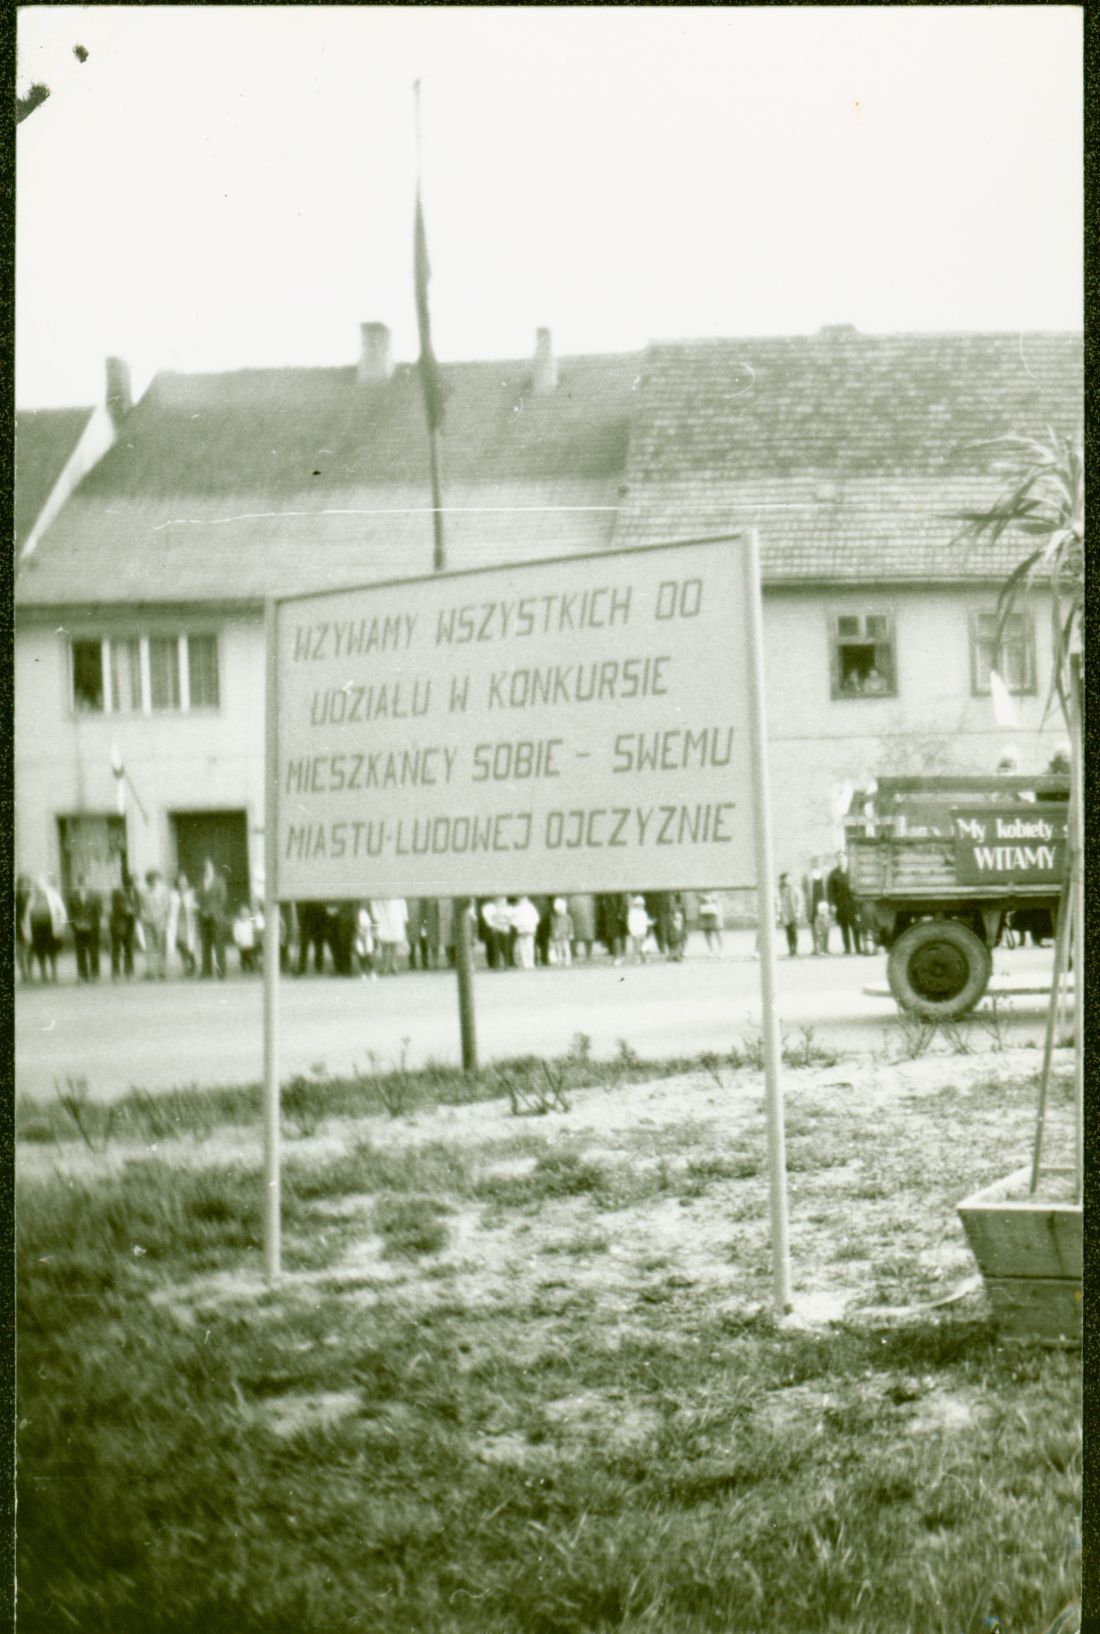 WZYWAMY WSZYSTKICH DO
UDZIAŁU W KONKURSIE
MIESZKAŃCY SOBIE - SWEMU
MIASTU-LUDOWEJ OJCZYZNIE
My kobiety
WITAMY